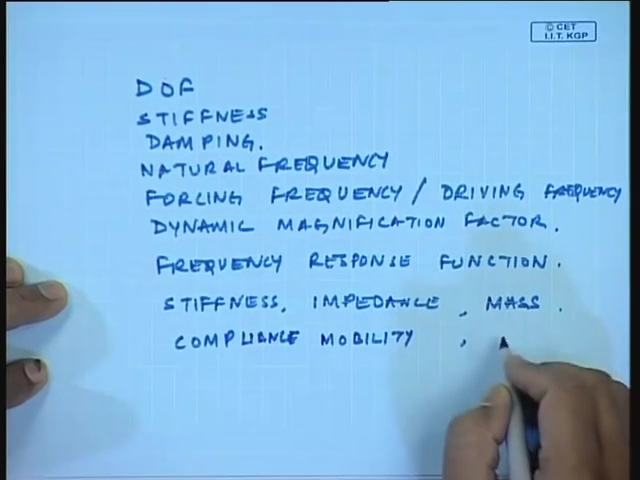 © CET
I.I.T. KGP
DOF
STIFFNESS
DAMPING.
NATURAL FREQUENCY
FORCING FREQUENCY / DRIVING FREQUENCY
DYNAMIC MAGNIFICATION FACTOR.
FREQUENCY RESPONSE FUNCTION.
STIFFNESS, IMPEDANCE, MASS.
COMPLIANCE MOBILITY,